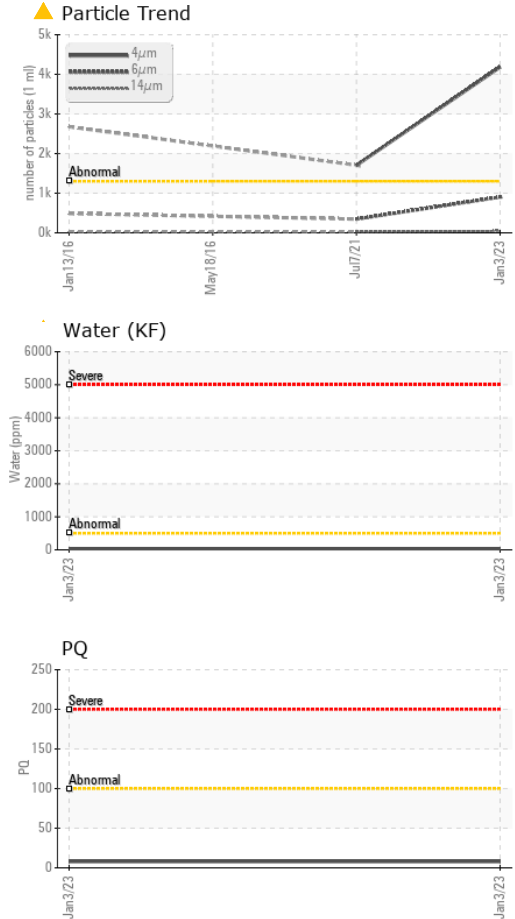 Particle Trend
5k
4k
3k
2k
1k
0k
number of particles (1 ml)
4µm
6µm
14µm
Abnormal
Jan13/16
May18/16
Jul7/21
Jan3/23
Water (KF)
6000
5000
4000
3000
2000
1000
0
Water (ppm)
Severe
Abnormal
Jan3/23
Jan3/23
PQ
250
200
150
100
50
0
PQ
Severe
Abnormal
Jan3/23
Jan3/23